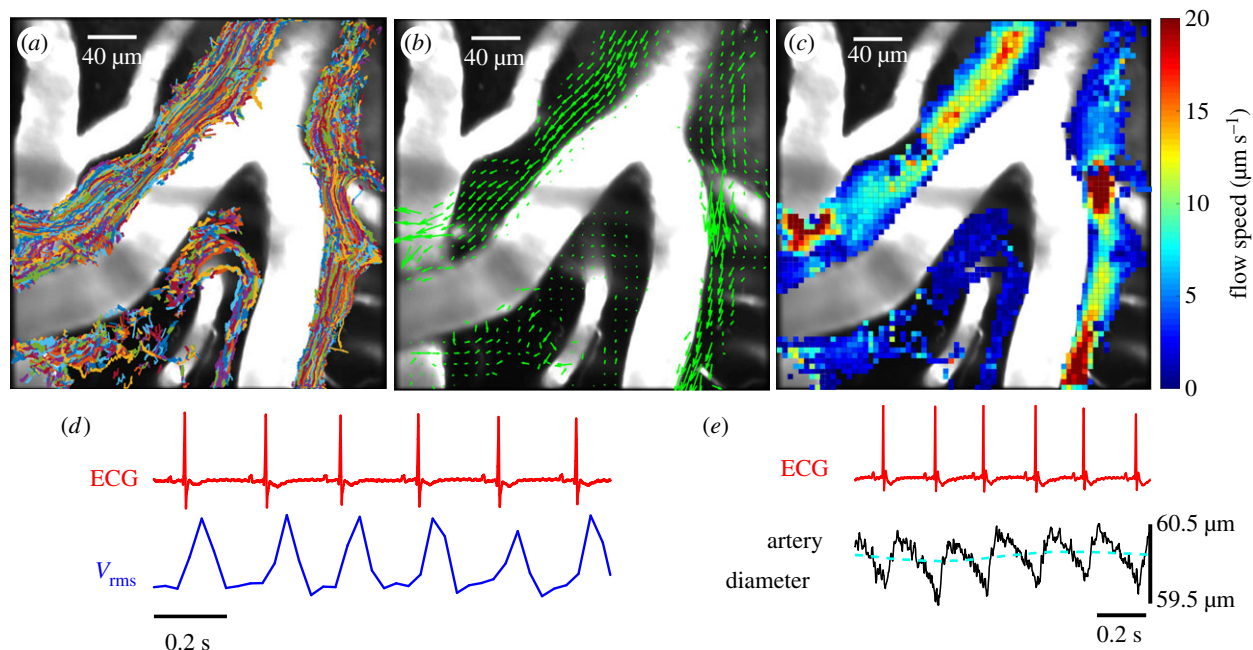 (a)
40 μm
(b)
40 μm
(c)
40 μm
20
15
10
5
0
flow speed (μm s⁻¹)
(d)
ECG
Vrms
0.2 s
(e)
ECG
artery
diameter
60.5 μm
59.5 μm
0.2 s